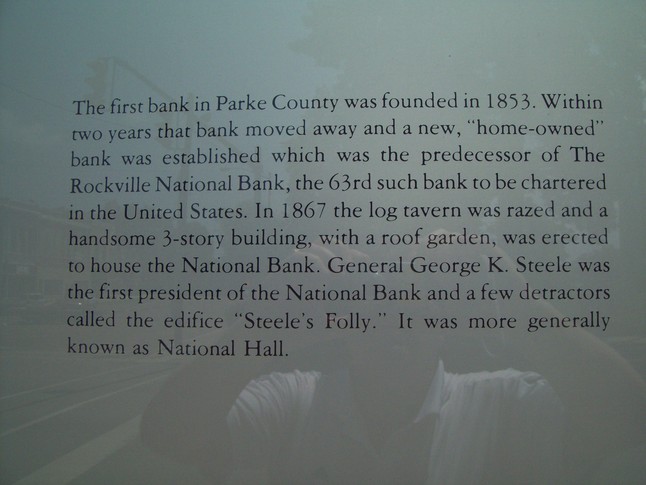 The first bank in Parke County was founded in 1853. Within
two years that bank moved away and a new, "home-owned"
bank was established which was the predecessor of The
Rockville National Bank, the 63rd such bank to be chartered
in the United States. In 1867 the log tavern was razed and a
handsome 3-story building, with a roof garden, was erected
to house the National Bank. General George K. Steele was
the first president of the National Bank and a few detractors
called the edifice "Steele's Folly." It was more generally
known as National Hall.